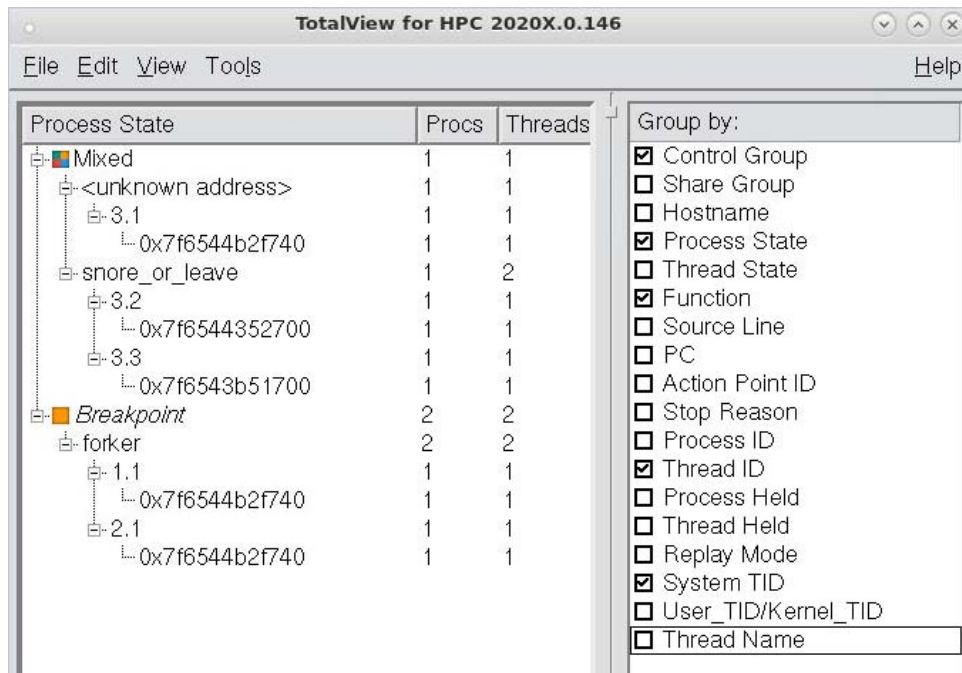 TotalView for HPC 2020X.0.146
File Edit View Tools Help
Process State Procs Threads
Mixed 1 1
<unknown address> 1 1
3.1 1 1
0x7f6544b2f740 1 1
snore_or_leave 1 2
3.2 1 1
0x7f6544352700 1 1
3.3 1 1
0x7f6543b51700 1 1
Breakpoint 2 2
forker 2 2
1.1 1 1
0x7f6544b2f740 1 1
2.1 1 1
0x7f6544b2f740 1 1
Group by:
Control Group
Share Group
Hostname
Process State
Thread State
Function
Source Line
PC
Action Point ID
Stop Reason
Process ID
Thread ID
Process Held
Thread Held
Replay Mode
System TID
User_TID/Kernel_TID
Thread Name